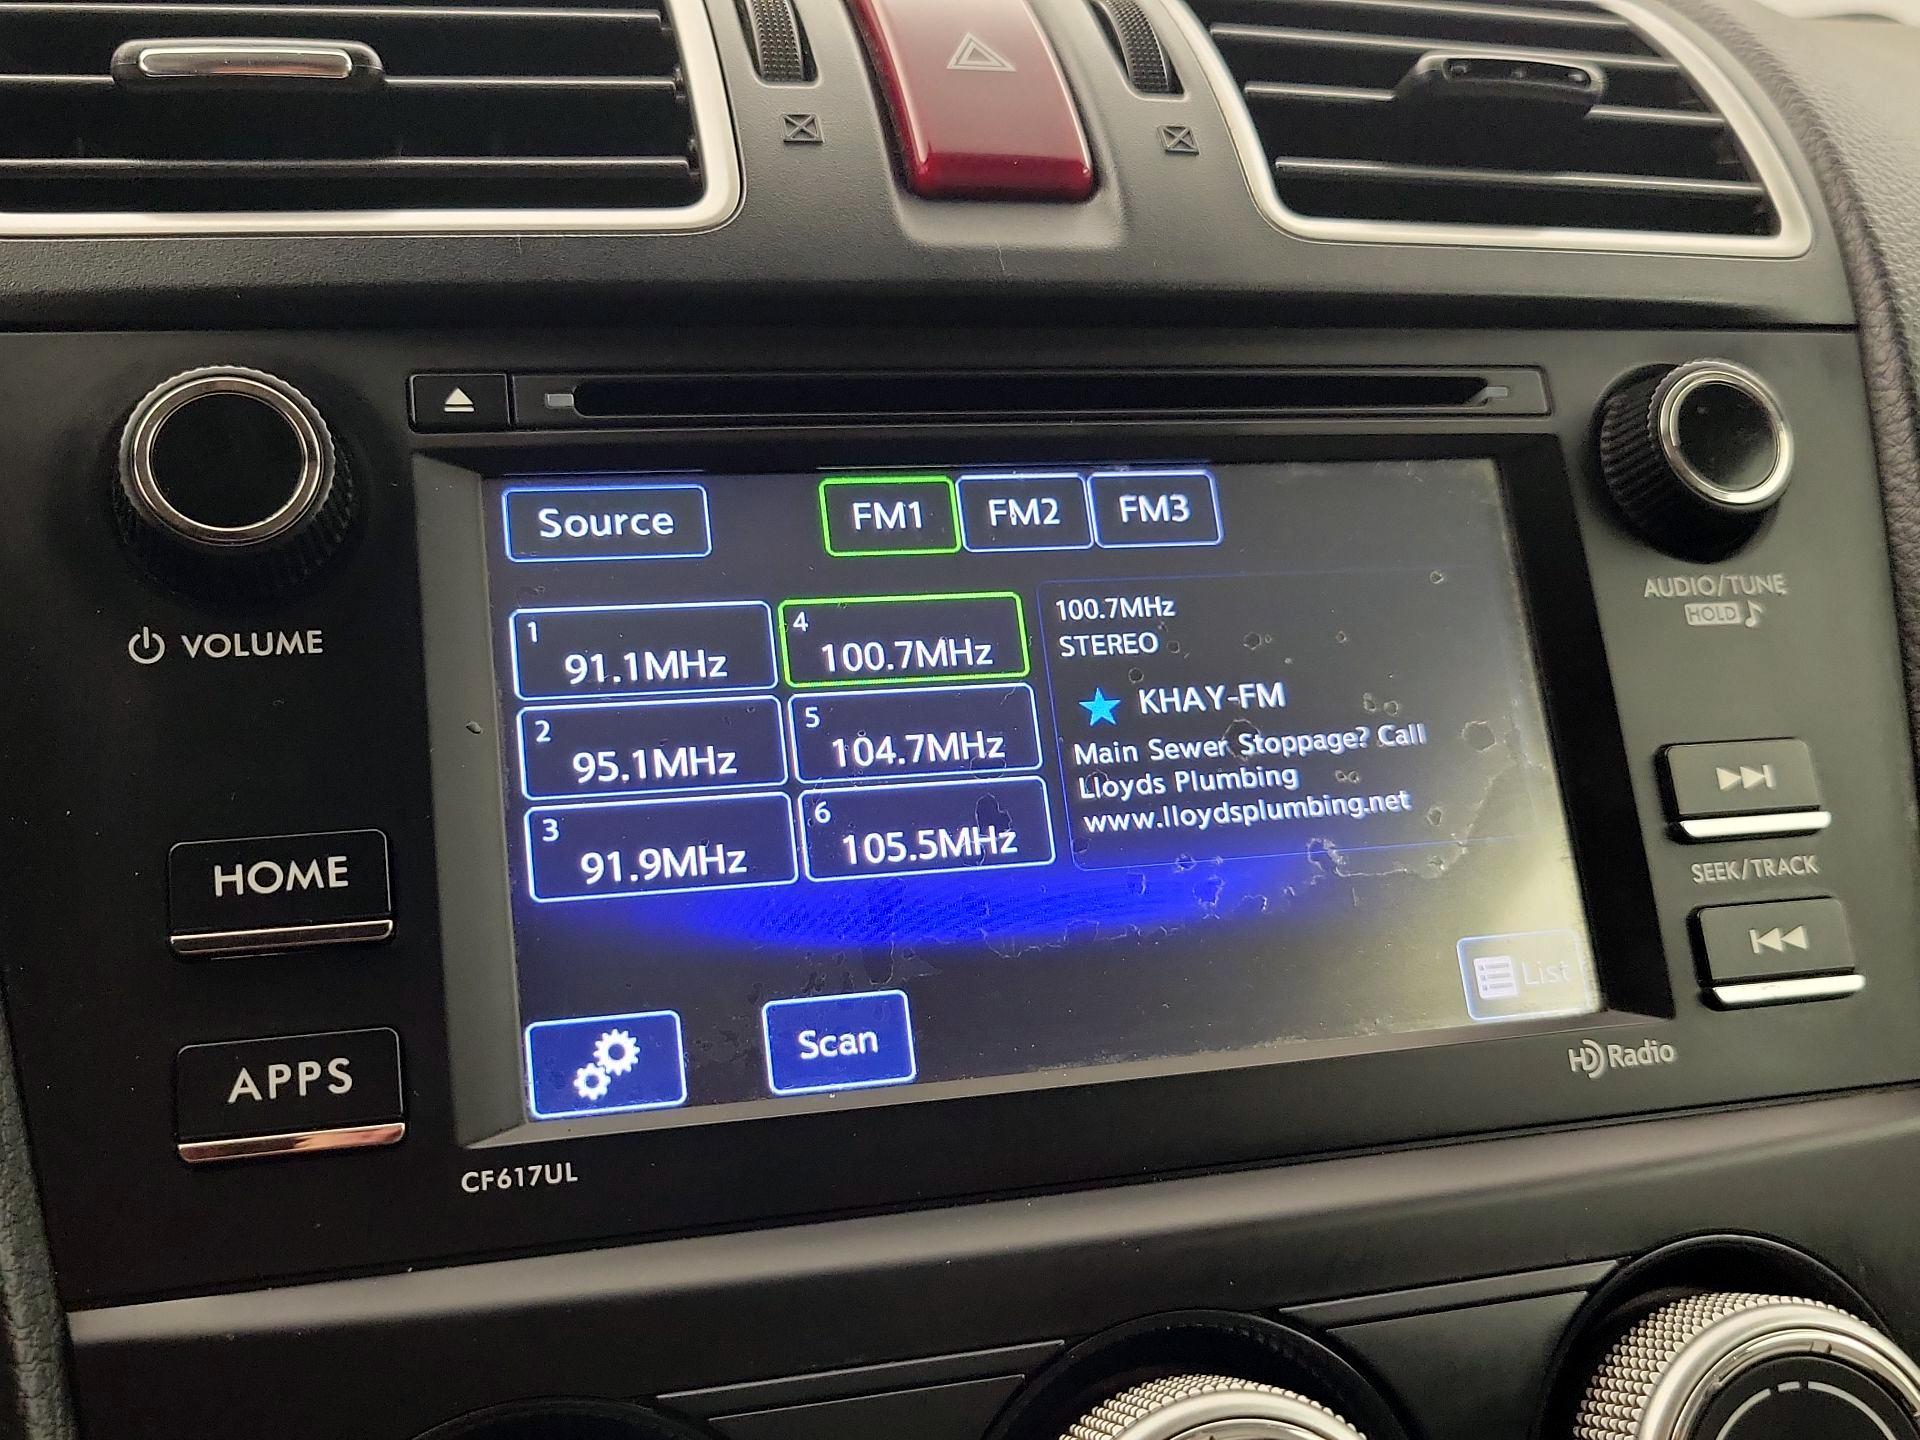 Source
FM1 FM2 FM3
1 91.1MHz
2 95.1MHz
3 91.9MHz
4 100.7MHz
5 104.7MHz
6 105.5MHz
100.7MHz
STEREO
KHAY-FM
Main Sewer Stoppage? Call
Lloyds Plumbing
www.lloydsplumbing.net
Scan
List
VOLUME
HOME
APPS
CF617UL
AUDIO/TUNE
HOLD
SEEK/TRACK
HD Radio